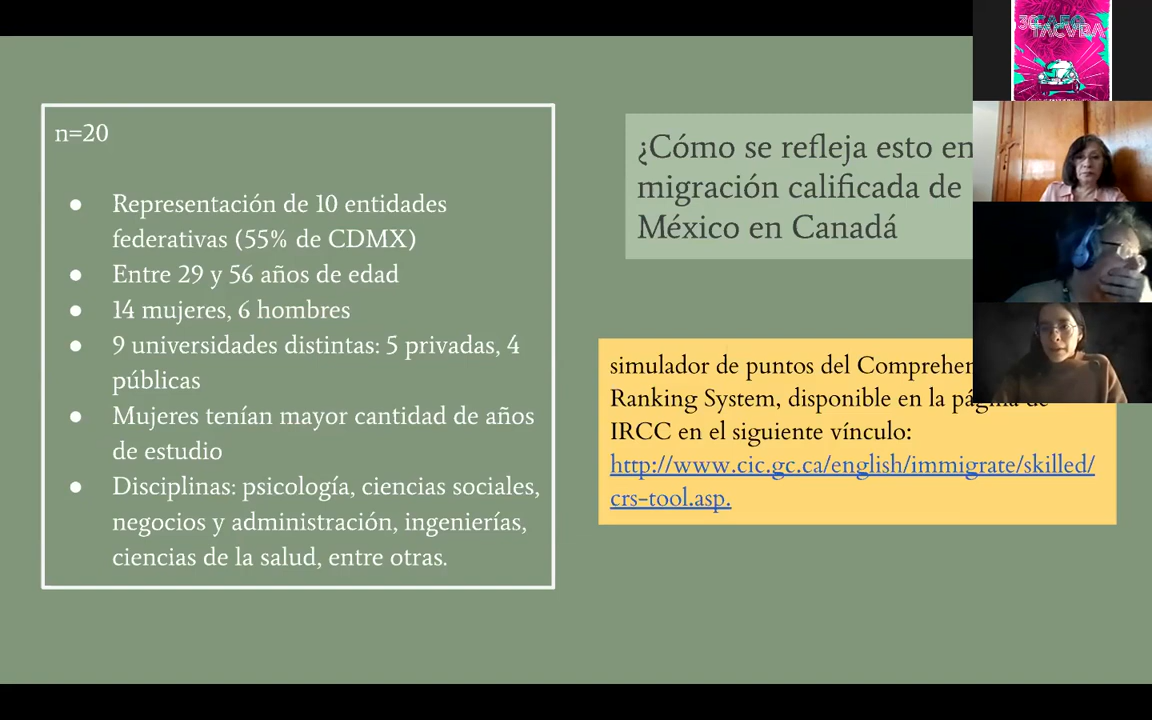 n=20
● Representación de 10 entidades
federativas (55% de CDMX)
● Entre 29 y 56 años de edad
● 14 mujeres, 6 hombres
● 9 universidades distintas: 5 privadas, 4
públicas
● Mujeres tenían mayor cantidad de años
de estudio
● Disciplinas: psicología, ciencias sociales,
negocios y administración, ingenierías,
ciencias de la salud, entre otras.
¿Cómo se refleja esto en
migración calificada de
México en Canadá
simulador de puntos del
Ranking System, disponible en la página de
IRCC en el siguiente vínculo:
http://www.cic.gc.ca/english/immigrate/skilled/
crs-tool.asp.
30
TACVBA